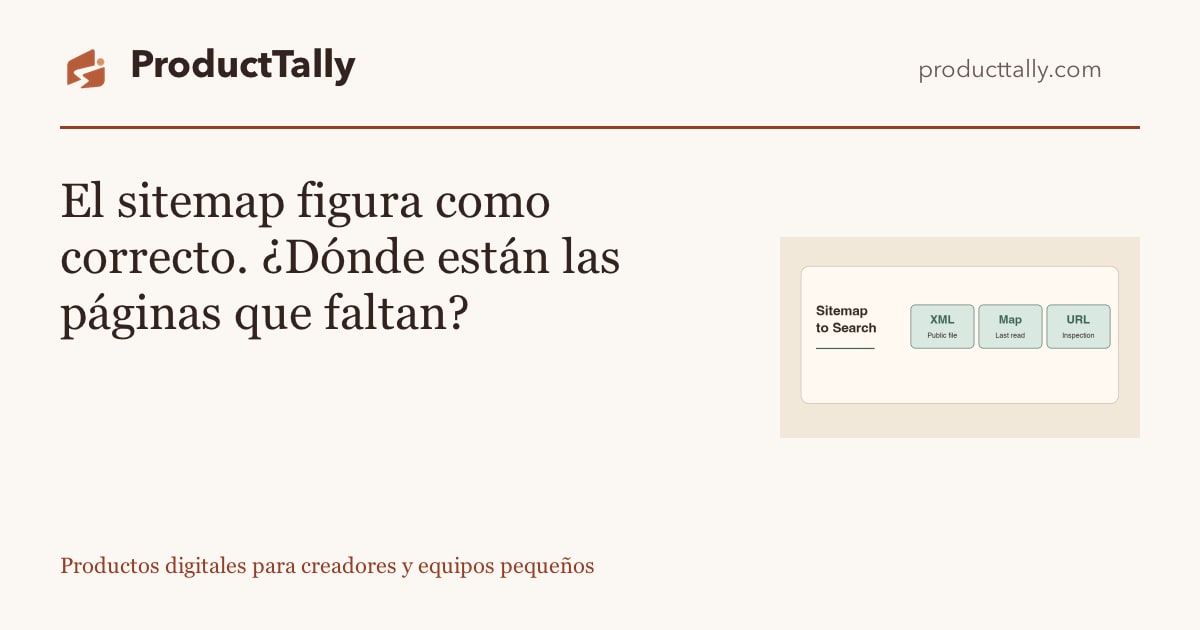 ProductTally
producttally.com
El sitemap figura como
correcto. ¿Dónde están las
páginas que faltan?
Sitemap
to Search
XML
Public file
Map
Last read
URL
Inspection
Productos digitales para creadores y equipos pequeños